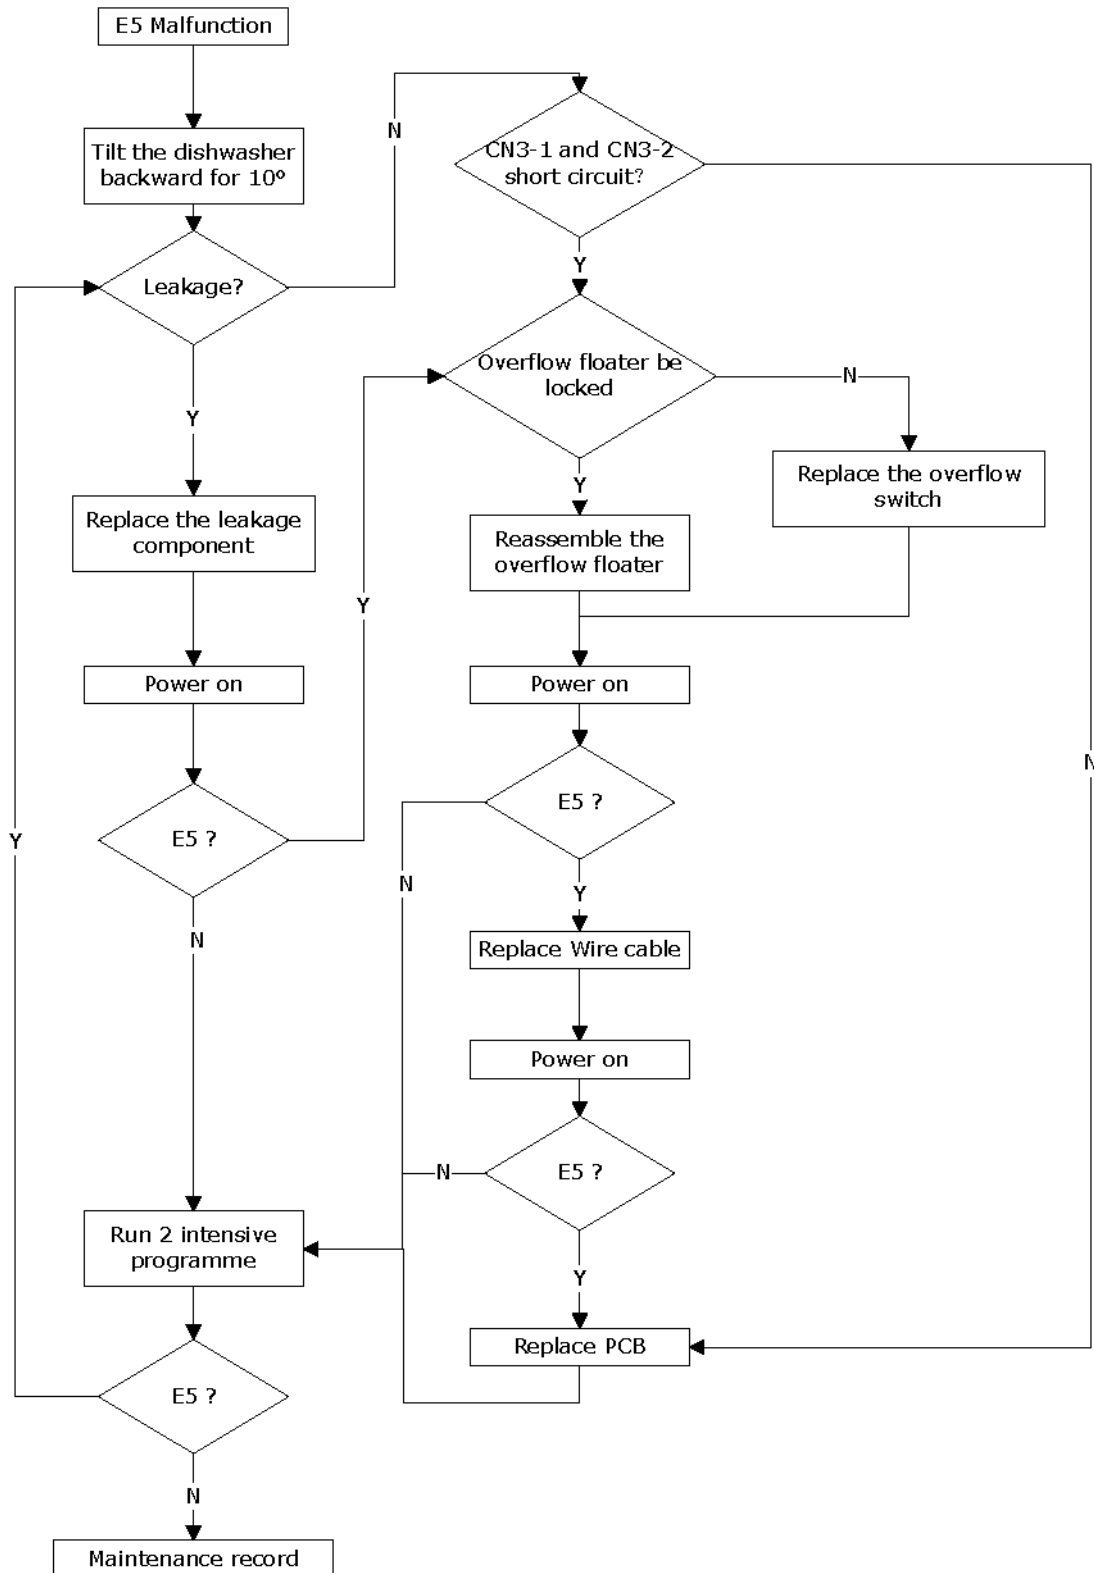 E5 Malfunction
Tilt the dishwasher
backward for 10º
Leakage?
Y
Replace the leakage
component
Power on
E5 ?
N
Run 2 intensive
programme
E5 ?
N
Maintenance record
Y
N
Y
CN3-1 and CN3-2
short circuit?
Y
Overflow floater be
locked
N
Replace the overflow
switch
Y
Reassemble the
overflow floater
Power on
E5 ?
N
Y
Replace Wire cable
Power on
E5 ?
N
Y
Replace PCB
N